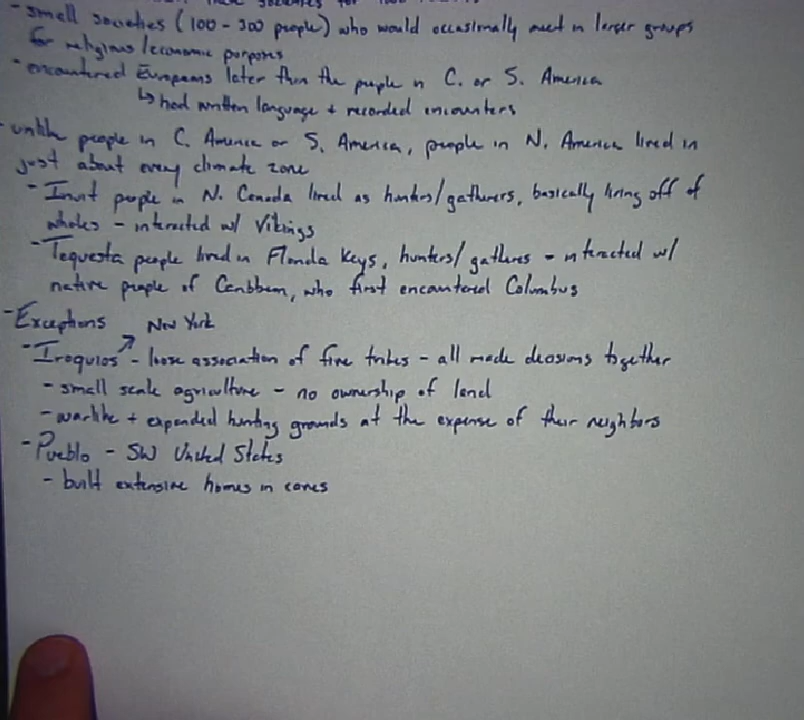 these societies for
- small societies (100 - 300 people) who would occasionally meet in larger groups
for religious/economic purposes
- encountered Europeans later than the people in C. or S. America
↳ had written language + recorded encounters
- unlike people in C. America or S. America, people in N. America lived in
just about every climate zone
- Inuit people in N. Canada lived as hunters/gatherers, basically living off of
whales - interacted w/ Vikings
- Tequesta people lived in Florida Keys, hunters/gatheres - interacted w/
native people of Caribbean, who first encountered Columbus
- Exceptions New York
- Iroquios - loose association of five tribes - all made decisions together
- small scale agriculture - no ownership of land
- warlike + expanded hunting grounds at the expense of their neighbors
- Pueblo - SW United States
- built extensive homes in caves